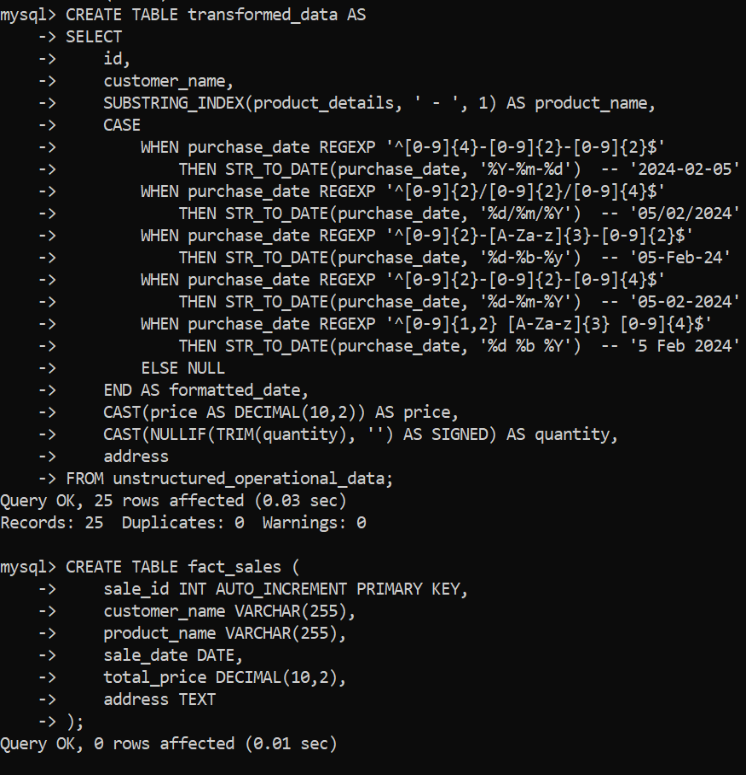 mysql> CREATE TABLE transformed_data AS
    -> SELECT
    ->     id,
    ->     customer_name,
    ->     SUBSTRING_INDEX(product_details, ' - ', 1) AS product_name,
    ->     CASE
    ->         WHEN purchase_date REGEXP '^[0-9]{4}-[0-9]{2}-[0-9]{2}$'
    ->             THEN STR_TO_DATE(purchase_date, '%Y-%m-%d')  -- '2024-02-05'
    ->         WHEN purchase_date REGEXP '^[0-9]{2}/[0-9]{2}/[0-9]{4}$'
    ->             THEN STR_TO_DATE(purchase_date, '%d/%m/%Y')  -- '05/02/2024'
    ->         WHEN purchase_date REGEXP '^[0-9]{2}-[A-Za-z]{3}-[0-9]{2}$'
    ->             THEN STR_TO_DATE(purchase_date, '%d-%b-%y')  -- '05-Feb-24'
    ->         WHEN purchase_date REGEXP '^[0-9]{2}-[0-9]{2}-[0-9]{4}$'
    ->             THEN STR_TO_DATE(purchase_date, '%d-%m-%Y')  -- '05-02-2024'
    ->         WHEN purchase_date REGEXP '^[0-9]{1,2} [A-Za-z]{3} [0-9]{4}$'
    ->             THEN STR_TO_DATE(purchase_date, '%d %b %Y')  -- '5 Feb 2024'
    ->         ELSE NULL
    ->     END AS formatted_date,
    ->     CAST(price AS DECIMAL(10,2)) AS price,
    ->     CAST(NULLIF(TRIM(quantity), '') AS SIGNED) AS quantity,
    ->     address
    -> FROM unstructured_operational_data;
Query OK, 25 rows affected (0.03 sec)
Records: 25  Duplicates: 0  Warnings: 0

mysql> CREATE TABLE fact_sales (
    ->     sale_id INT AUTO_INCREMENT PRIMARY KEY,
    ->     customer_name VARCHAR(255),
    ->     product_name VARCHAR(255),
    ->     sale_date DATE,
    ->     total_price DECIMAL(10,2),
    ->     address TEXT
    -> );
Query OK, 0 rows affected (0.01 sec)